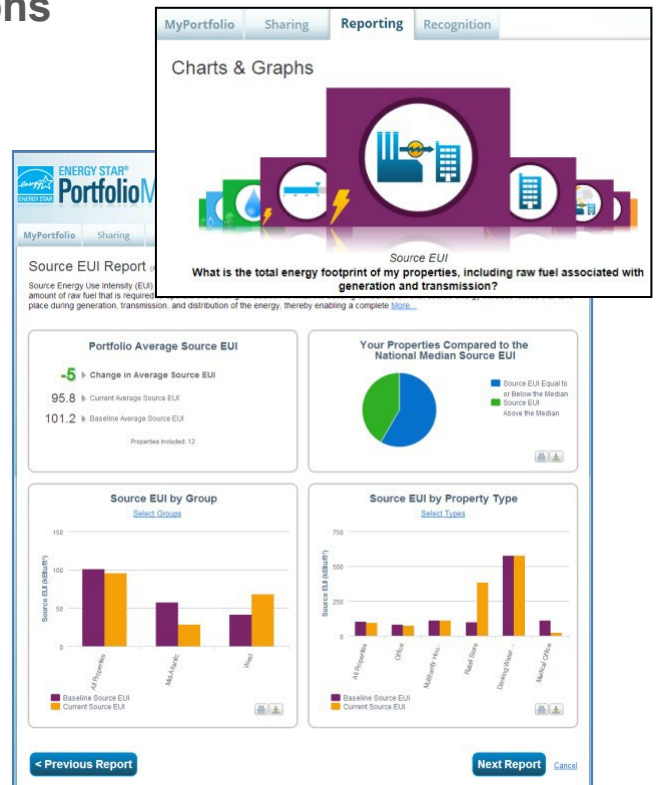 ons
MyPortfolio Sharing Reporting Recognition
Charts & Graphs
Source EUI
What is the total energy footprint of my properties, including raw fuel associated with
generation and transmission?
ENERGY STAR®
PortfolioM
MyPortfolio Sharing
Source EUI Report
Source Energy Use Intensity (EUI)
amount of raw fuel that is required
place during generation, transmission, and distribution of the energy, thereby enabling a complete More...
Portfolio Average Source EUI
-5 Change in Average Source EUI
95.8 Current Average Source EUI
101.2 Baseline Average Source EUI
Properties Included: 12
Your Properties Compared to the
National Median Source EUI
Source EUI Equal to
or Below the Median
Source EUI
Above the Median
Source EUI by Group
Select Groups
Source EUI (kBtu/ft²)
150
100
50
0
All Properties
MidAtlantic
West
Baseline Source EUI
Current Source EUI
Source EUI by Property Type
Select Types
Source EUI (kBtu/ft²)
750
500
250
0
All Properties
Office
Multifamily Hou...
Retail Store
Drinking Water ...
Medical Office
Baseline Source EUI
Current Source EUI
< Previous Report
Next Report Cancel